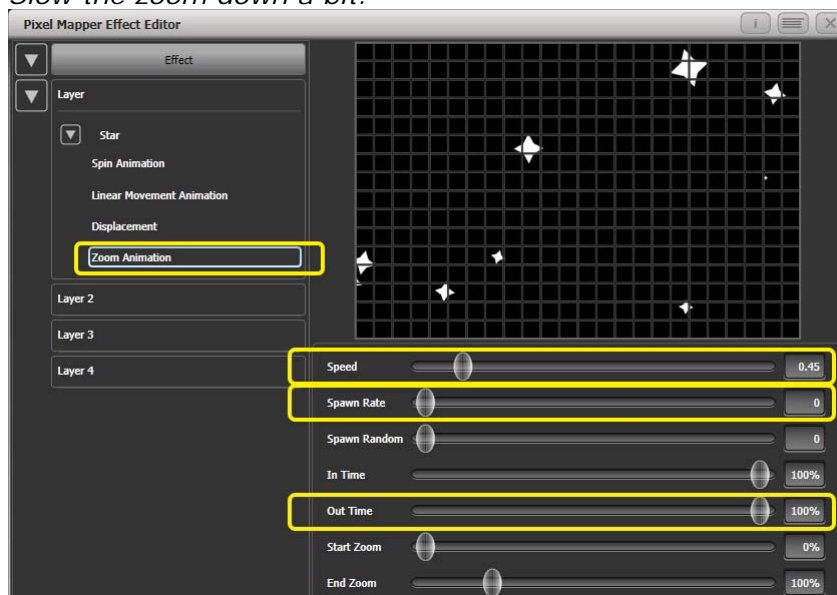 Slow the zoom down a bit.
Pixel Mapper Effect Editor
i
Effect
Layer
Star
Spin Animation
Linear Movement Animation
Displacement
Zoom Animation
Layer 2
Layer 3
Layer 4
Speed 0.45
Spawn Rate 0
Spawn Random 0
In Time 100%
Out Time 100%
Start Zoom 0%
End Zoom 100%